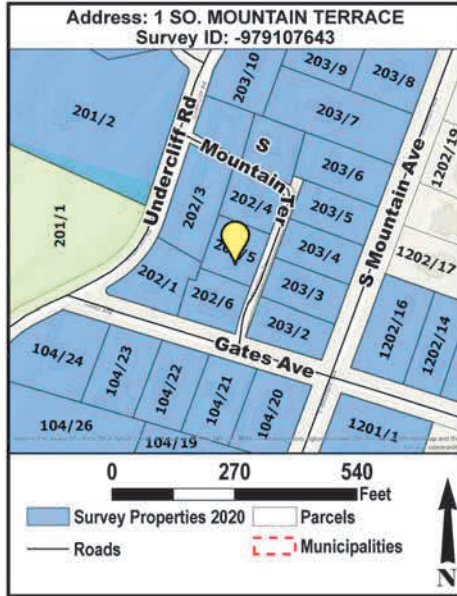 Address: 1 SO. MOUNTAIN TERRACE
Survey ID: -979107643
203/10
203/9
203/8
201/2
203/7
1202/19
Undercliff Rd
S
Mountain Ter
S Mountain Ave
203/6
202/3
202/4
203/5
201/1
203/4
1202/17
202/1
203/3
202/6
203/2
1202/16
1202/14
Gates Ave
104/24
104/23
104/22
104/21
104/20
104/26
104/19
1201/1
0 270 540
Feet
Survey Properties 2020
Parcels
Roads
Municipalities
N